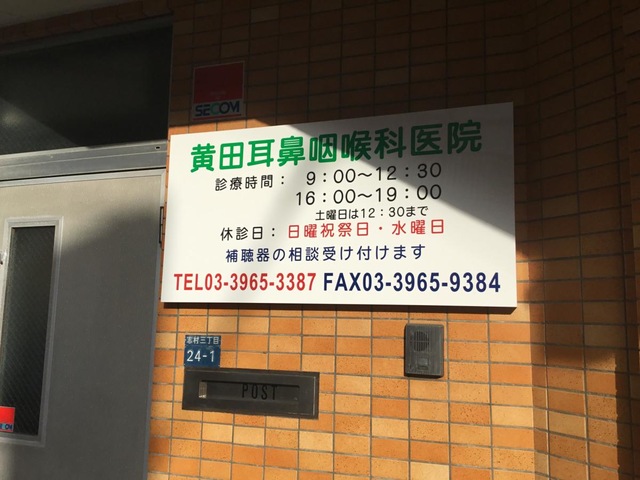 SECOM
黄田耳鼻咽喉科医院
診療時間： 9：00～12：30
16：00～19：00
土曜日は12：30まで
休診日： 日曜祝祭日・水曜日
補聴器の相談受け付けます
TEL03-3965-3387 FAX03-3965-9384
志村三丁目
24-1
POST